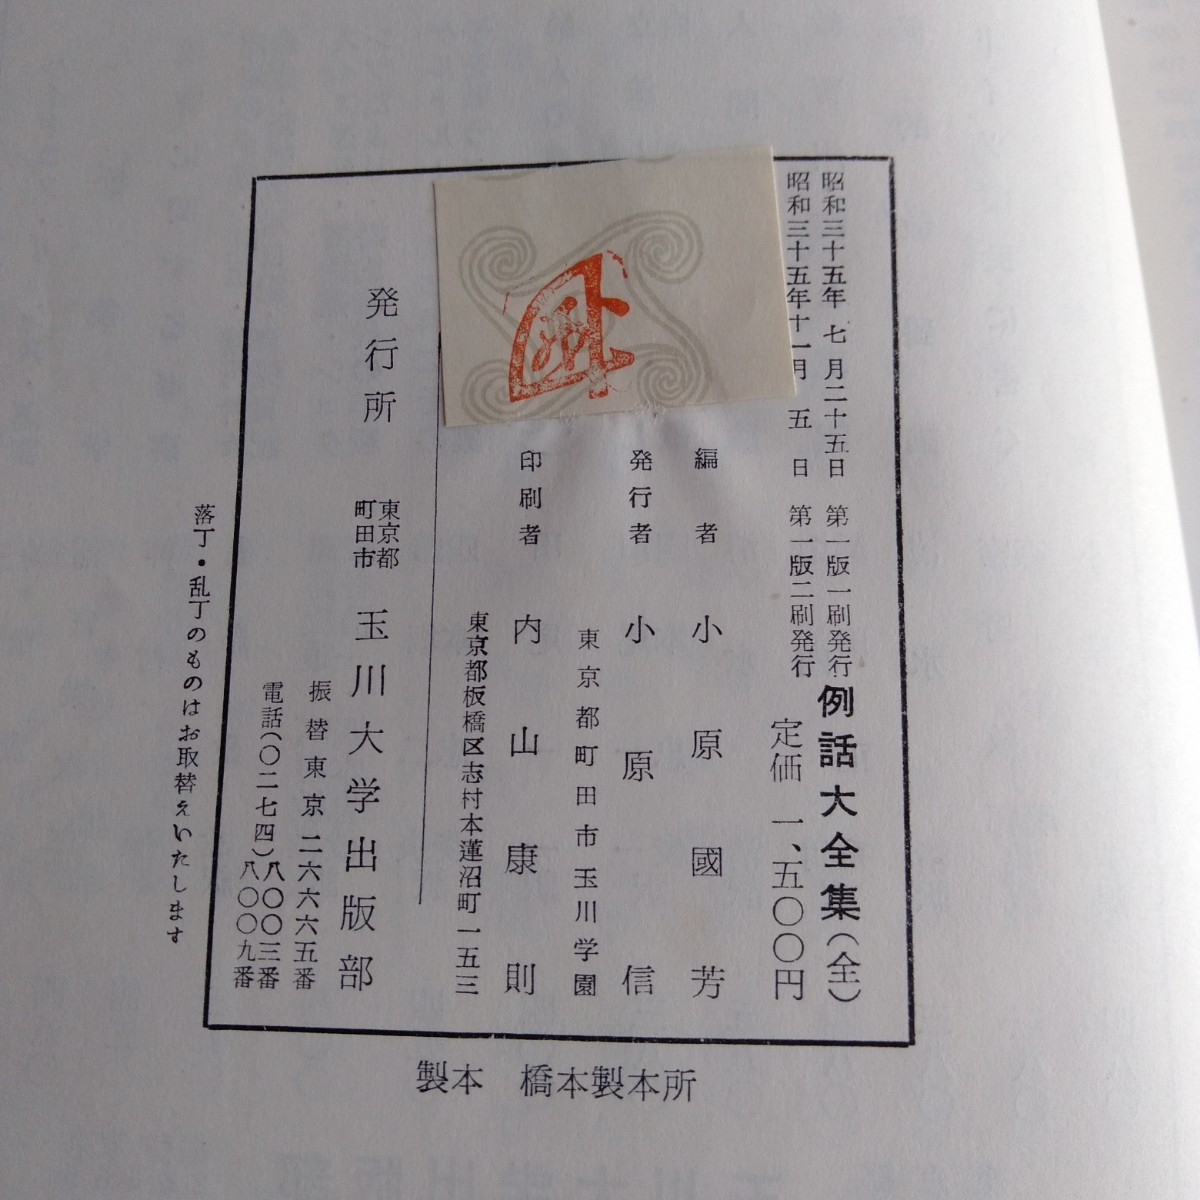 昭和三十五年七月二十五日 第一版一刷発行
昭和三十五年十一月五日 第一版二刷発行
例話大全集(全)
定価 一、五〇〇円
編者 小原國芳
発行者 小原信
東京都町田市玉川学園
印刷者 内山康則
東京都板橋区志村本蓮沼町一五三
発行所 東京都町田市 玉川大学出版部
振替東京二六六六五番
電話(〇二七四)八〇〇三番
八〇〇九番
落丁・乱丁のものはお取替えいたします
製本 橋本製本所